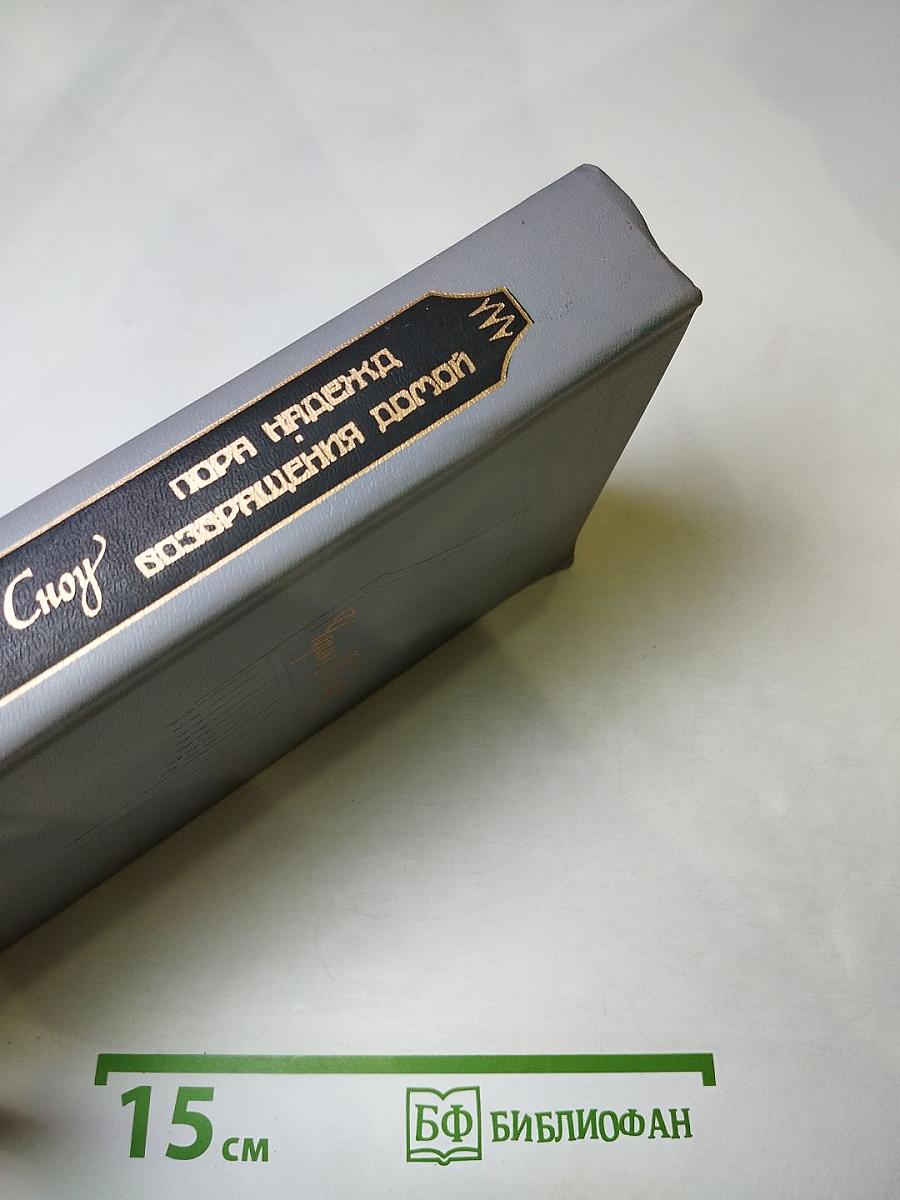 Сноу
ПОРА НАДЕЖД
•
ВОЗВРАЩЕНИЯ ДОМОЙ
15 см
БФ БИБЛИОФАН